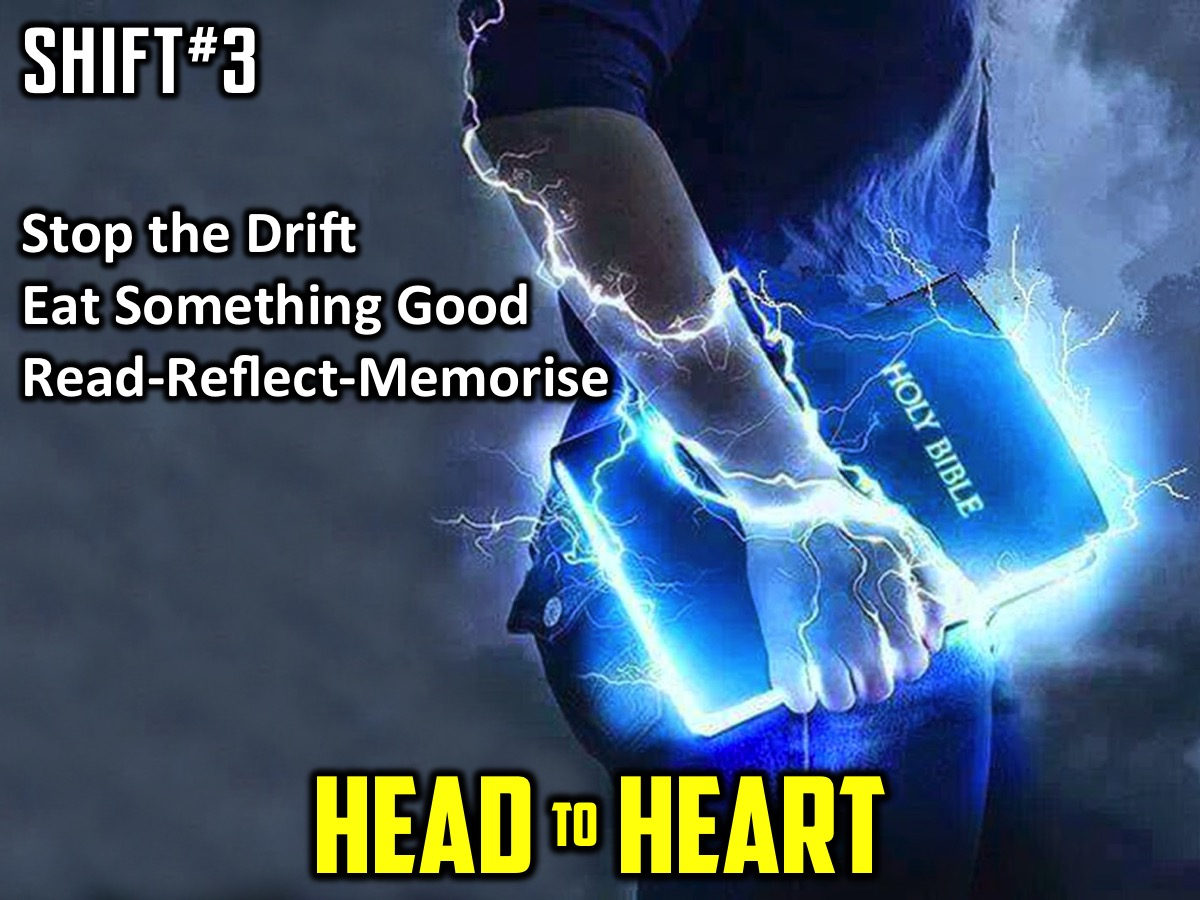 SHIFT#3
Stop the Drift
Eat Something Good
Read-Reflect-Memorise
HOLY BIBLE
HEAD TO HEART